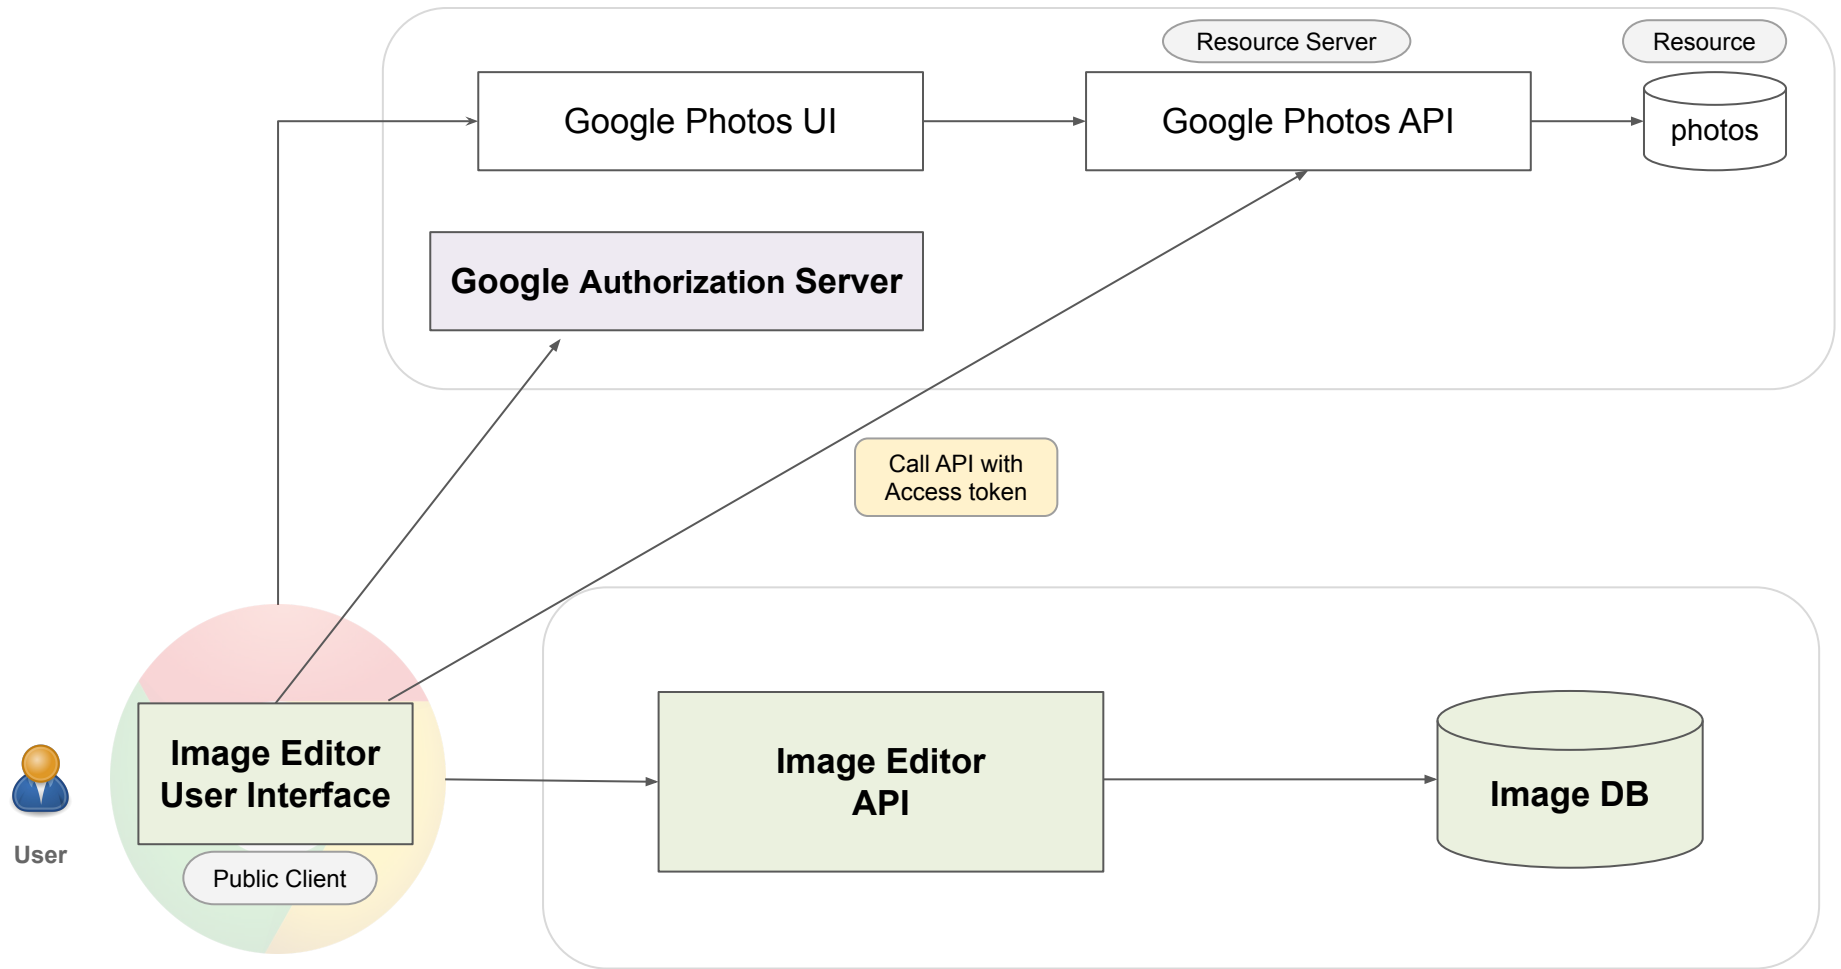 Resource Server
Resource
Google Photos UI
Google Photos API
photos
Google Authorization Server
Call API with
Access token
Image Editor
User Interface
Image Editor
API
Image DB
User
Public Client